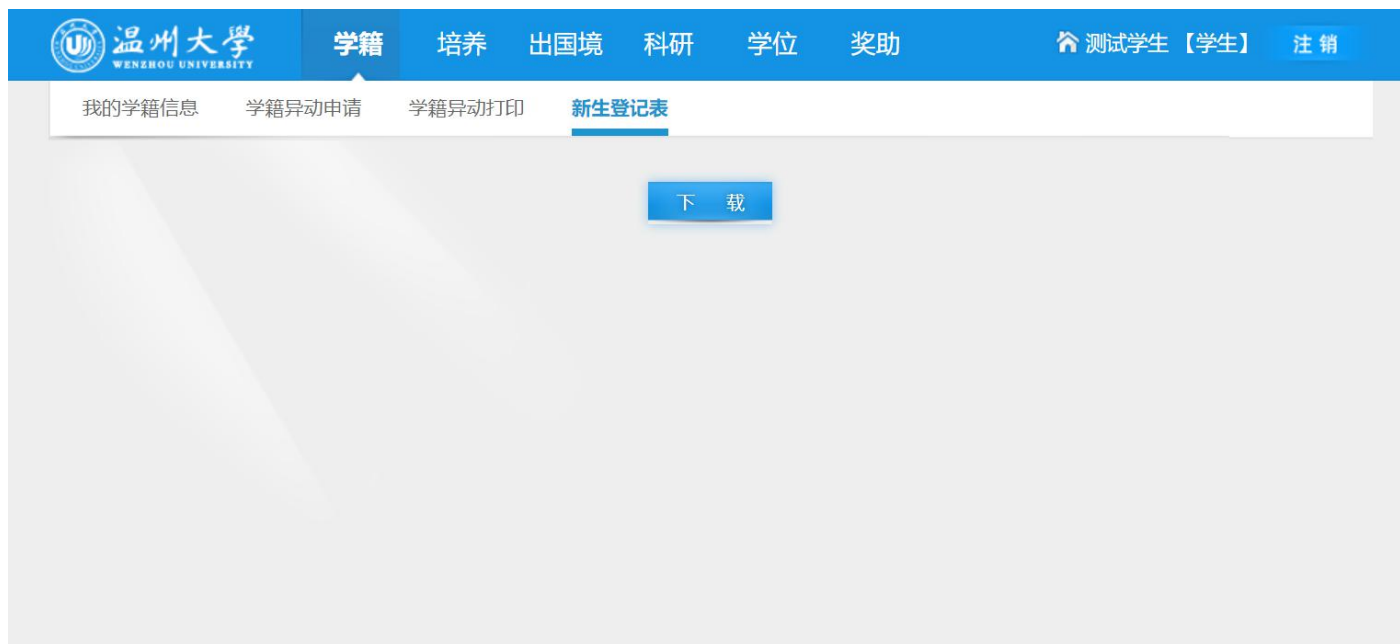 温州大學 学籍 培养 出国境 科研 学位 奖助 测试学生【学生】 注销
WENZHOU UNIVERSITY
我的学籍信息 学籍异动申请 学籍异动打印 新生登记表
下 载